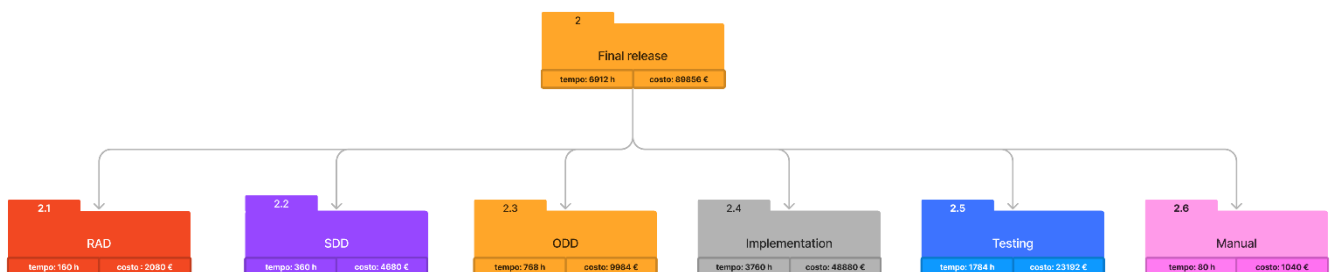 2
Final release
tempo: 6912 h costo: 89856 €
2.1
RAD
tempo: 160 h costo : 2080 €
2.2
SDD
tempo: 360 h costo: 4680 €
2.3
ODD
tempo: 768 h costo: 9984 €
2.4
Implementation
tempo: 3760 h costo: 48880 €
2.5
Testing
tempo: 1784 h costo: 23192 €
2.6
Manual
tempo: 80 h costo: 1040 €